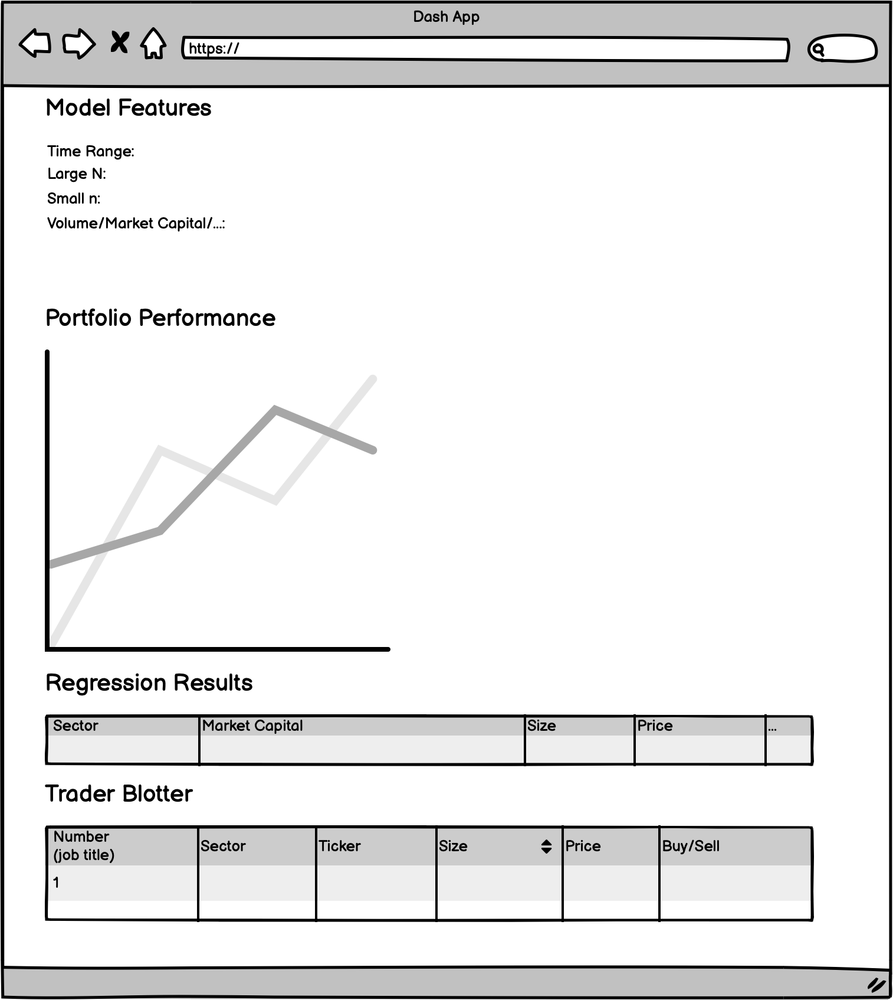 Dash App
https://
Model Features
Time Range:
Large N:
Small n:
Volume/Market Capital/...:
Portfolio Performance
Regression Results
Sector Market Capital Size Price ...
Trader Blotter
Number
(job title) Sector Ticker Size Price Buy/Sell
1